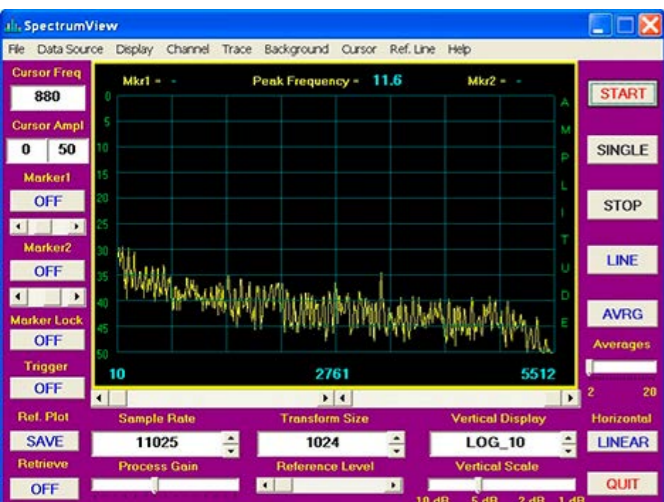 SpectrumView
File Data Source Display Channel Trace Background Cursor Ref. Line Help
Cursor Freq
880
Cursor Ampl
0 50
Marker1
OFF
Marker2
OFF
Marker Lock
OFF
Trigger
OFF
Ref. Plot
SAVE
Retrieve
OFF
Mkr1 = - Peak Frequency = 11.6 Mkr2 = -
0
5
10
15
20
25
30
35
40
45
50
AMPLITUDE
10 2761 5512
START
SINGLE
STOP
LINE
AVRG
Averages
2 20
Sample Rate Transform Size Vertical Display Horizontal
11025 1024 LOG_10 LINEAR
Process Gain Reference Level Vertical Scale
10 dB 5 dB 2 dB 1 dB
QUIT